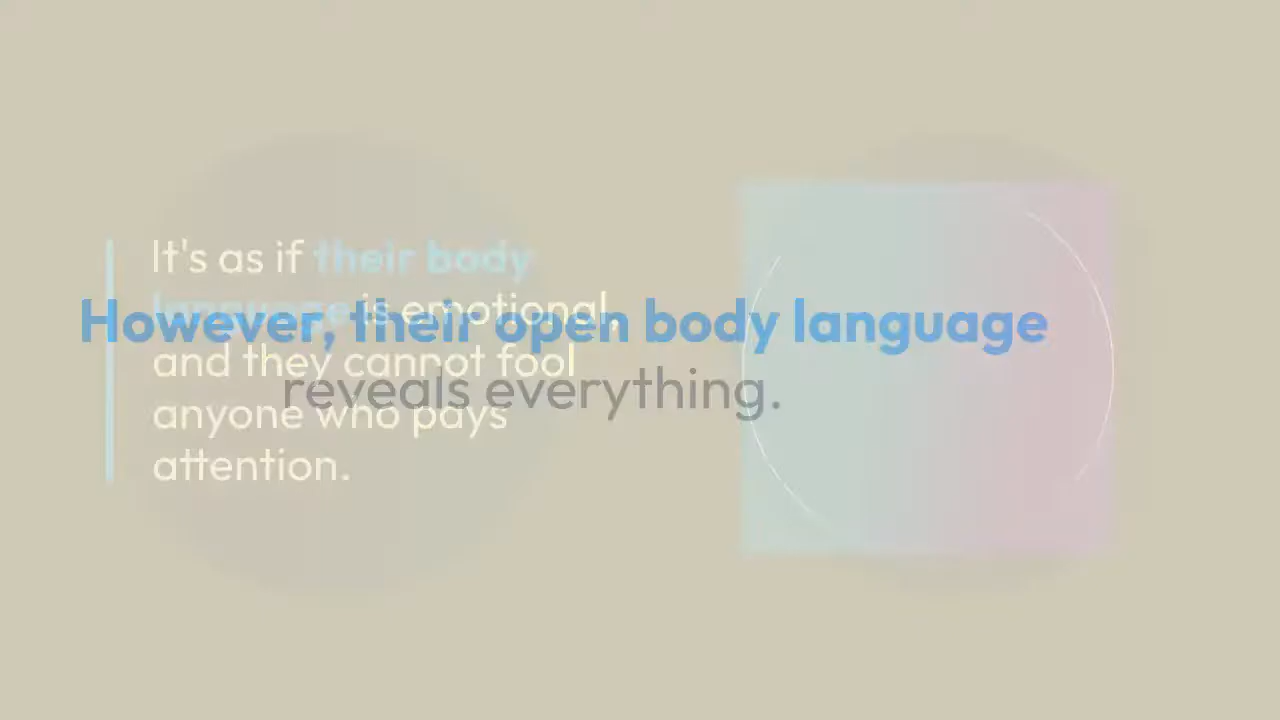 It's as if their body
language is emotional,
and they cannot fool
anyone who pays
attention.
However, their open body language
reveals everything.